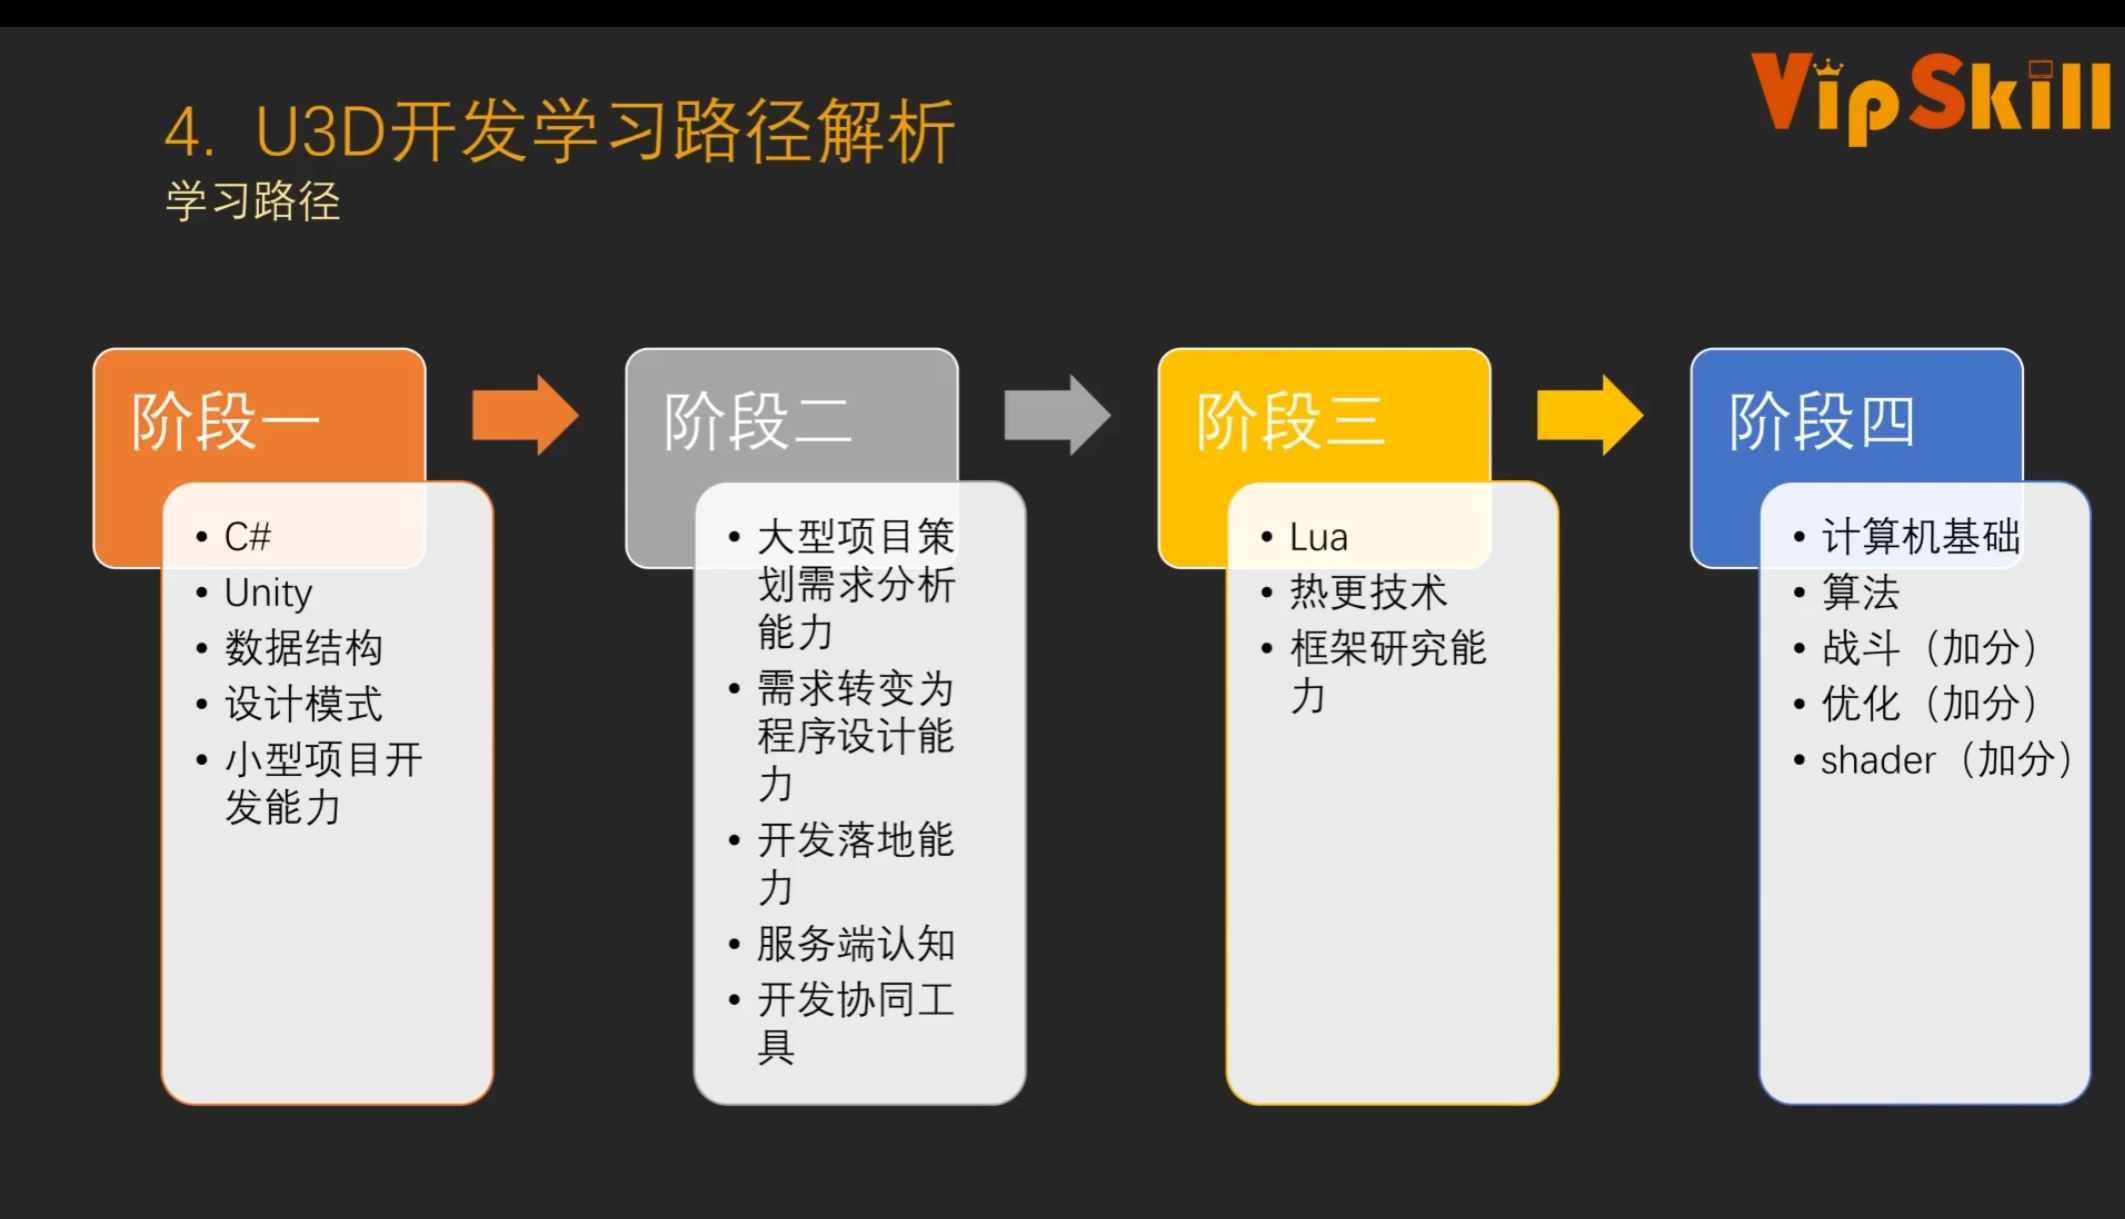 VipSkill
4. U3D开发学习路径解析
学习路径
阶段一
• C#
• Unity
• 数据结构
• 设计模式
• 小型项目开
发能力
阶段二
• 大型项目策
划需求分析
能力
• 需求转变为
程序设计能
力
• 开发落地能
力
• 服务端认知
• 开发协同工
具
阶段三
• Lua
• 热更技术
• 框架研究能
力
阶段四
• 计算机基础
• 算法
• 战斗（加分）
• 优化（加分）
• shader（加分）